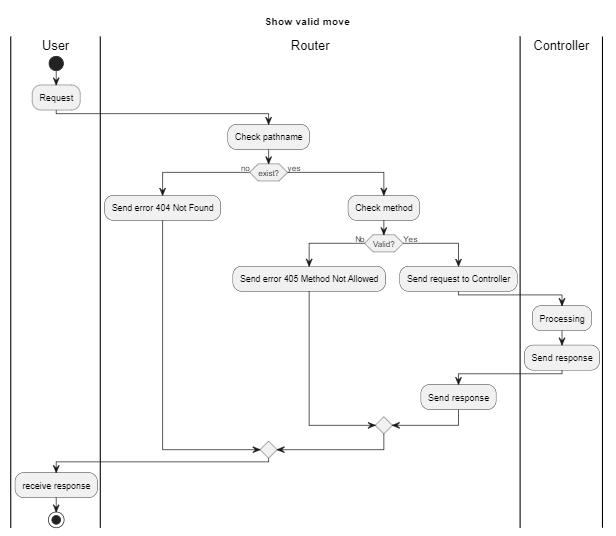 Show valid move
User
Router
Controller
Request
Check pathname
no
exist?
yes
Send error 404 Not Found
Check method
No
Valid?
Yes
Send error 405 Method Not Allowed
Send request to Controller
Processing
Send response
Send response
receive response